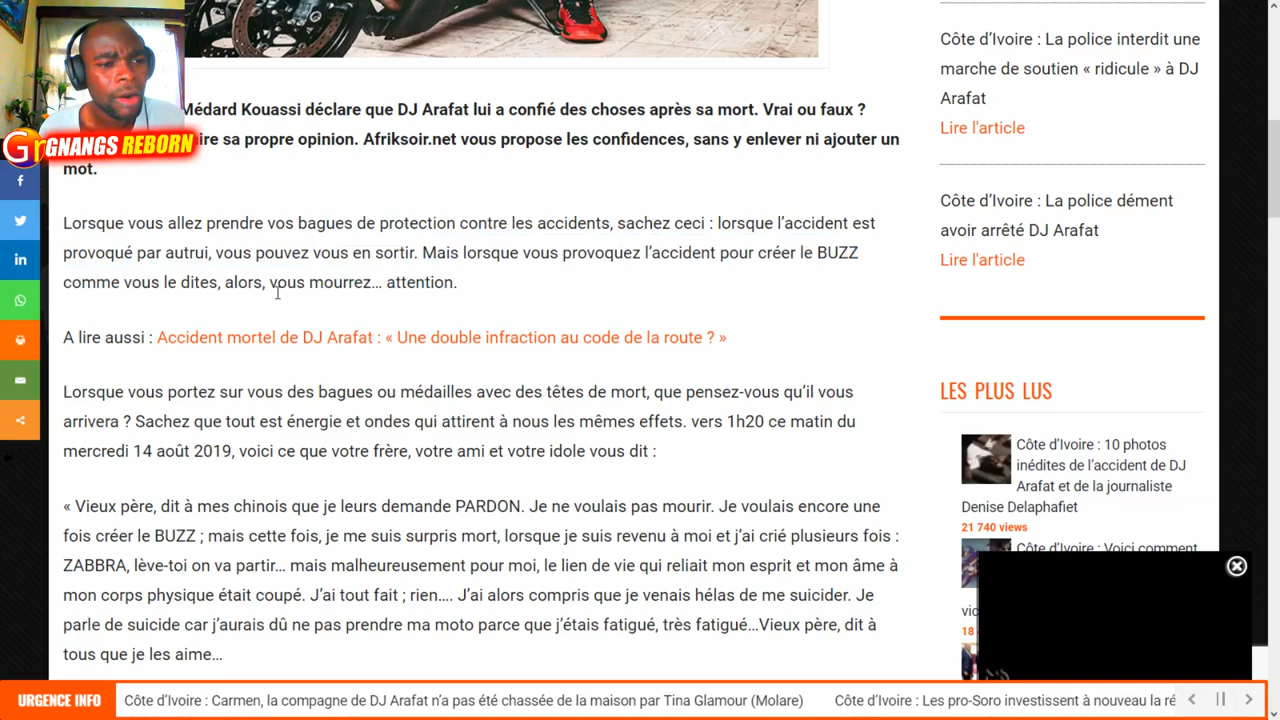 Gr GNANGS REBORN
Médard Kouassi déclare que DJ Arafat lui a confié des choses après sa mort. Vrai ou faux ?
ire sa propre opinion. Afriksoir.net vous propose les confidences, sans y enlever ni ajouter un
mot.
Lorsque vous allez prendre vos bagues de protection contre les accidents, sachez ceci : lorsque l’accident est
provoqué par autrui, vous pouvez vous en sortir. Mais lorsque vous provoquez l’accident pour créer le BUZZ
comme vous le dites, alors, vous mourrez… attention.
A lire aussi : Accident mortel de DJ Arafat : « Une double infraction au code de la route ? »
Lorsque vous portez sur vous des bagues ou médailles avec des têtes de mort, que pensez-vous qu’il vous
arrivera ? Sachez que tout est énergie et ondes qui attirent à nous les mêmes effets. vers 1h20 ce matin du
mercredi 14 août 2019, voici ce que votre frère, votre ami et votre idole vous dit :
« Vieux père, dit à mes chinois que je leurs demande PARDON. Je ne voulais pas mourir. Je voulais encore une
fois créer le BUZZ ; mais cette fois, je me suis surpris mort, lorsque je suis revenu à moi et j’ai crié plusieurs fois :
ZABBRA, lève-toi on va partir… mais malheureusement pour moi, le lien de vie qui reliait mon esprit et mon âme à
mon corps physique était coupé. J’ai tout fait ; rien…. J’ai alors compris que je venais hélas de me suicider. Je
parle de suicide car j’aurais dû ne pas prendre ma moto parce que j’étais fatigué, très fatigué…Vieux père, dit à
tous que je les aime…
Côte d’Ivoire : La police interdit une
marche de soutien « ridicule » à DJ
Arafat
Lire l'article
Côte d’Ivoire : La police dément
avoir arrêté DJ Arafat
Lire l'article
LES PLUS LUS
Côte d’Ivoire : 10 photos
inédites de l’accident de DJ
Arafat et de la journaliste
Denise Delaphafiet
21 740 views
Côte d’Ivoire : Voici comment
vic
18
URGENCE INFO
Côte d’Ivoire : Carmen, la compagne de DJ Arafat n’a pas été chassée de la maison par Tina Glamour (Molare)
Côte d’Ivoire : Les pro-Soro investissent à nouveau la ré